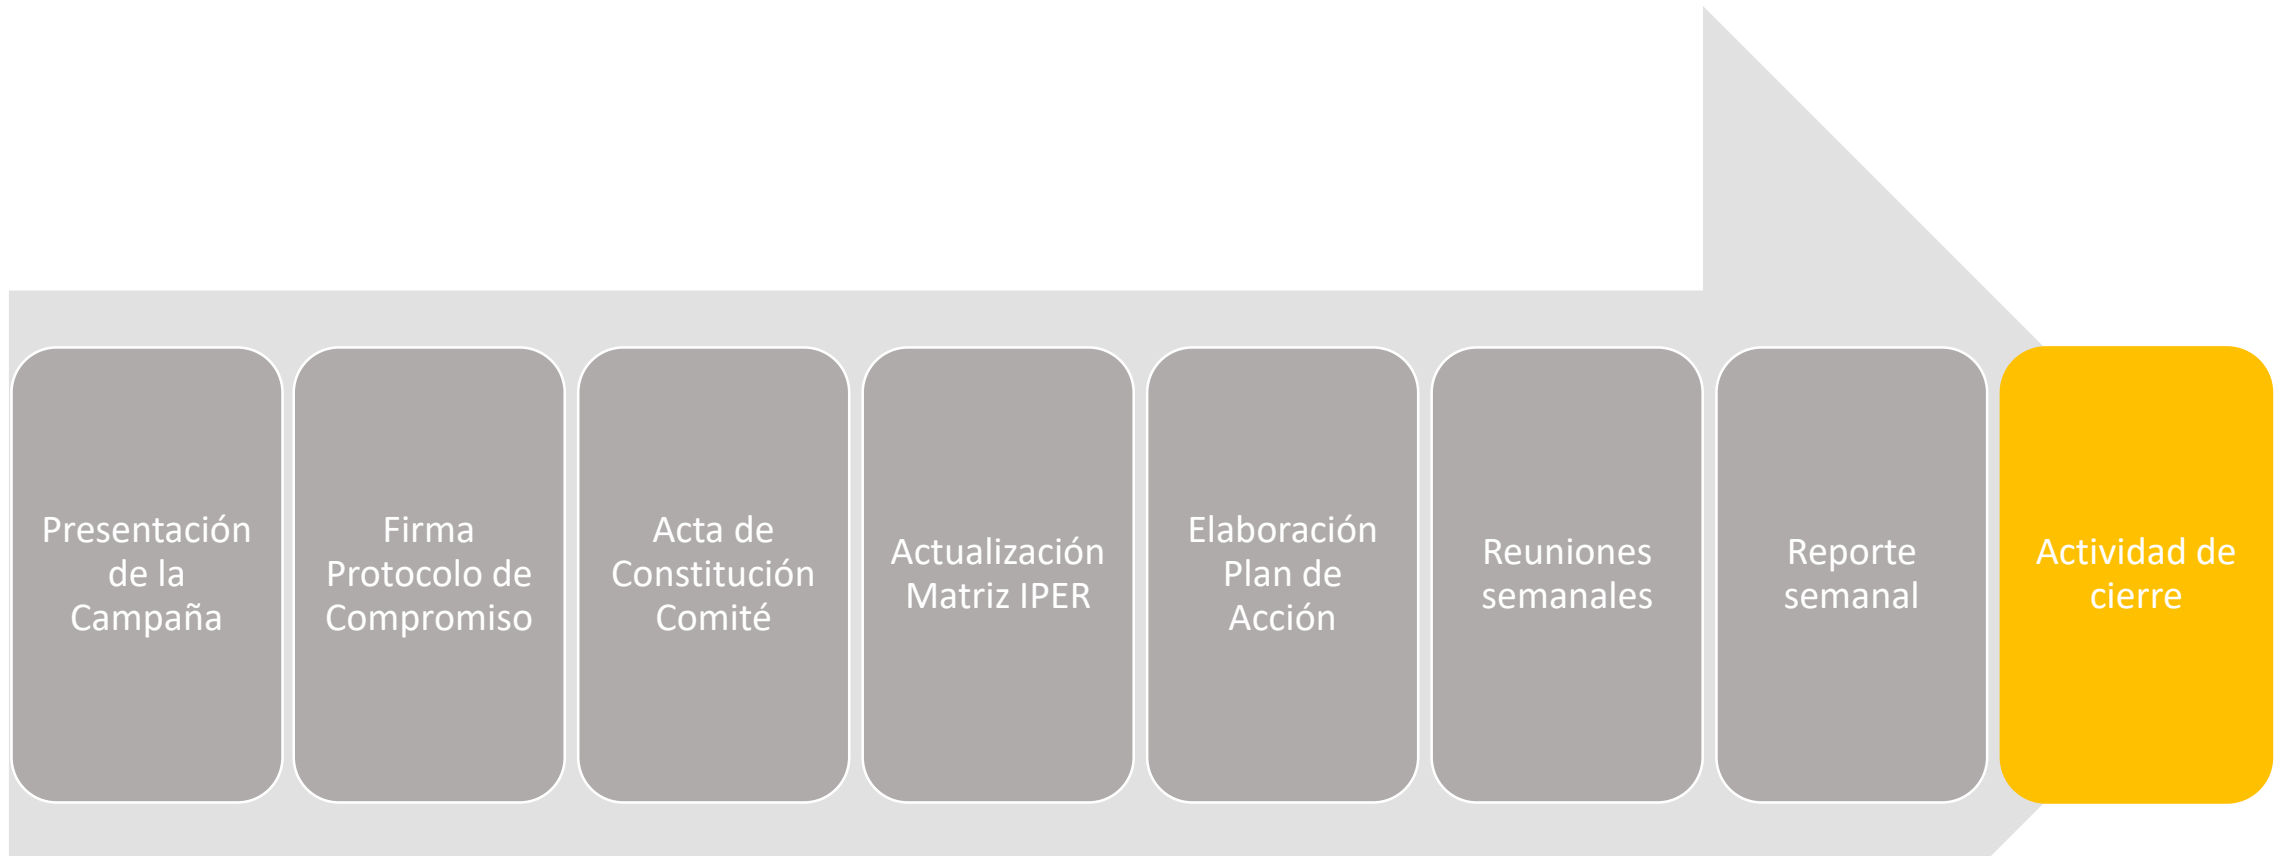 Presentación
de la
Campaña
Firma
Protocolo de
Compromiso
Acta de
Constitución
Comité
Actualización
Matriz IPER
Elaboración
Plan de
Acción
Reuniones
semanales
Reporte
semanal
Actividad de
cierre